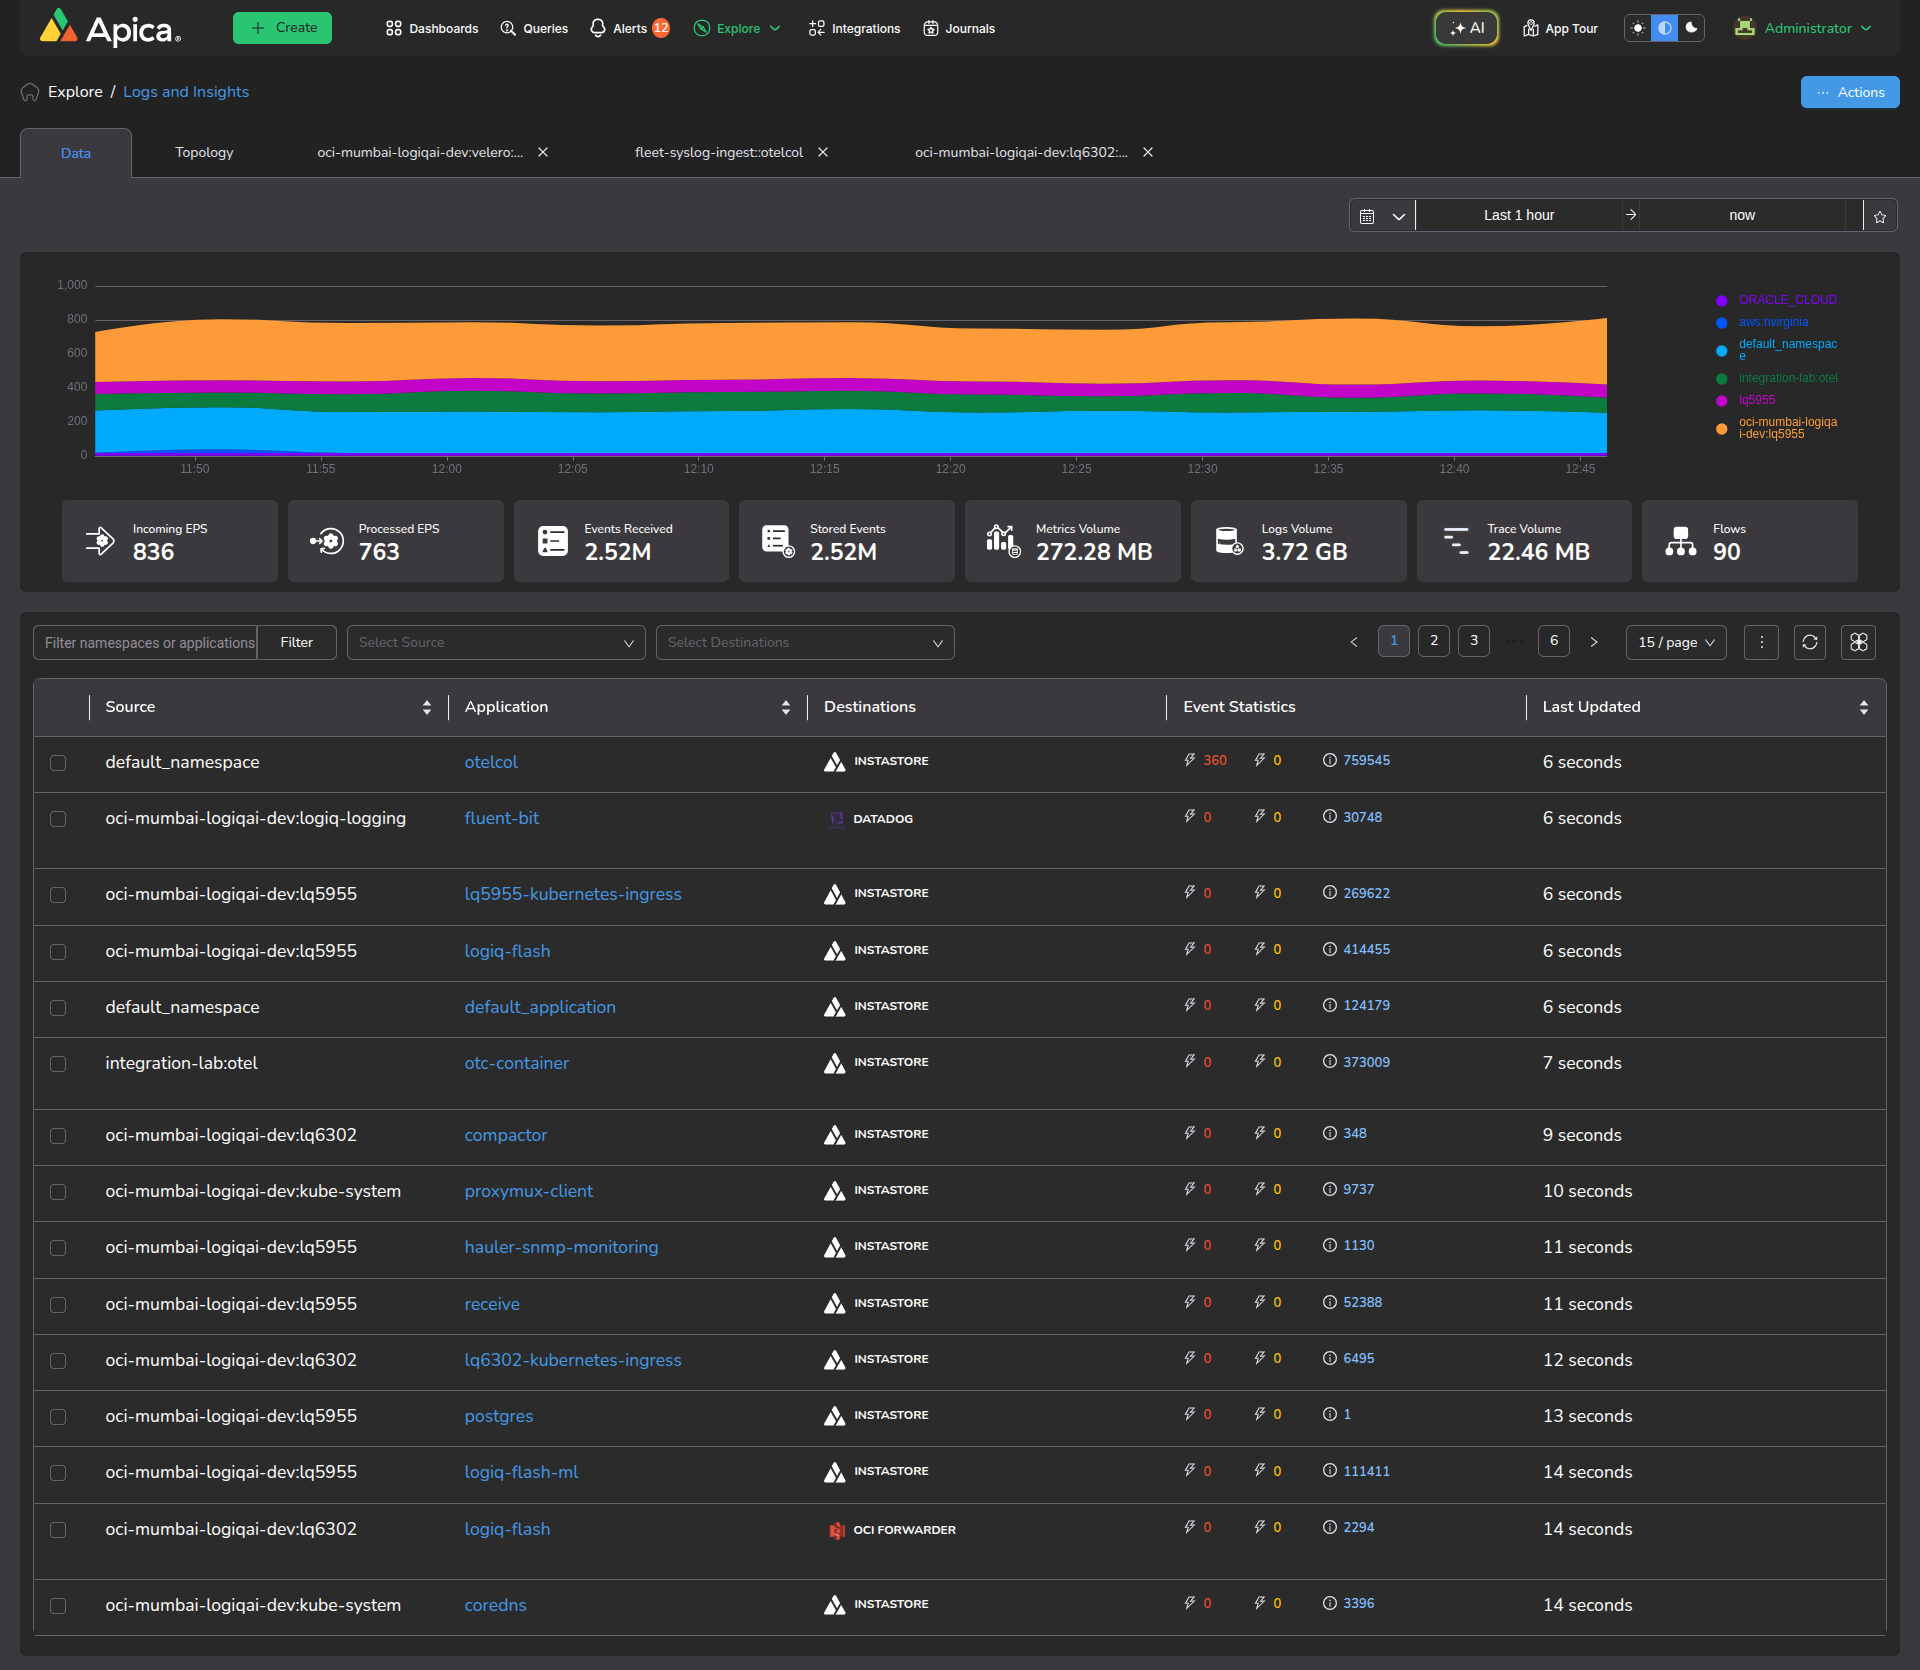 Apica
Create
Dashboards
Queries
Alerts 12
Explore
Integrations
Journals
AI
App Tour
Administrator
Explore / Logs and Insights
··· Actions
Data
Topology
oci-mumbai-logiqai-dev:velero:...
fleet-syslog-ingest::otelcol
oci-mumbai-logiqai-dev:lq6302:...
Last 1 hour
now
1,000
800
600
400
200
0
11:50
11:55
12:00
12:05
12:10
12:15
12:20
12:25
12:30
12:35
12:40
12:45
ORACLE_CLOUD
aws:nvirginia
default_namespac
e
integration-lab:otel
lq5955
oci-mumbai-logiqa
i-dev:lq5955
Incoming EPS
836
Processed EPS
763
Events Received
2.52M
Stored Events
2.52M
Metrics Volume
272.28 MB
Logs Volume
3.72 GB
Trace Volume
22.46 MB
Flows
90
Filter namespaces or applications
Filter
Select Source
Select Destinations
1 2 3 ··· 6
15 / page
Source Application Destinations Event Statistics Last Updated
default_namespace otelcol INSTASTORE 360 0 759545 6 seconds
oci-mumbai-logiqai-dev:logiq-logging fluent-bit DATADOG 0 0 30748 6 seconds
oci-mumbai-logiqai-dev:lq5955 lq5955-kubernetes-ingress INSTASTORE 0 0 269622 6 seconds
oci-mumbai-logiqai-dev:lq5955 logiq-flash INSTASTORE 0 0 414455 6 seconds
default_namespace default_application INSTASTORE 0 0 124179 6 seconds
integration-lab:otel otc-container INSTASTORE 0 0 373009 7 seconds
oci-mumbai-logiqai-dev:lq6302 compactor INSTASTORE 0 0 348 9 seconds
oci-mumbai-logiqai-dev:kube-system proxymux-client INSTASTORE 0 0 9737 10 seconds
oci-mumbai-logiqai-dev:lq5955 hauler-snmp-monitoring INSTASTORE 0 0 1130 11 seconds
oci-mumbai-logiqai-dev:lq5955 receive INSTASTORE 0 0 52388 11 seconds
oci-mumbai-logiqai-dev:lq6302 lq6302-kubernetes-ingress INSTASTORE 0 0 6495 12 seconds
oci-mumbai-logiqai-dev:lq5955 postgres INSTASTORE 0 0 1 13 seconds
oci-mumbai-logiqai-dev:lq5955 logiq-flash-ml INSTASTORE 0 0 111411 14 seconds
oci-mumbai-logiqai-dev:lq6302 logiq-flash OCI FORWARDER 0 0 2294 14 seconds
oci-mumbai-logiqai-dev:kube-system coredns INSTASTORE 0 0 3396 14 seconds